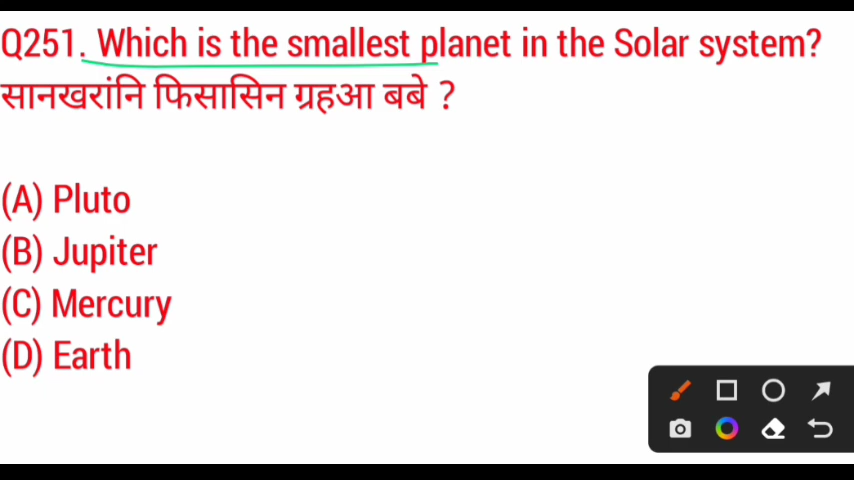 Q251. Which is the smallest planet in the Solar system?
सानखरांनि फिसासिन ग्रहआ बबे ?
(A) Pluto
(B) Jupiter
(C) Mercury
(D) Earth